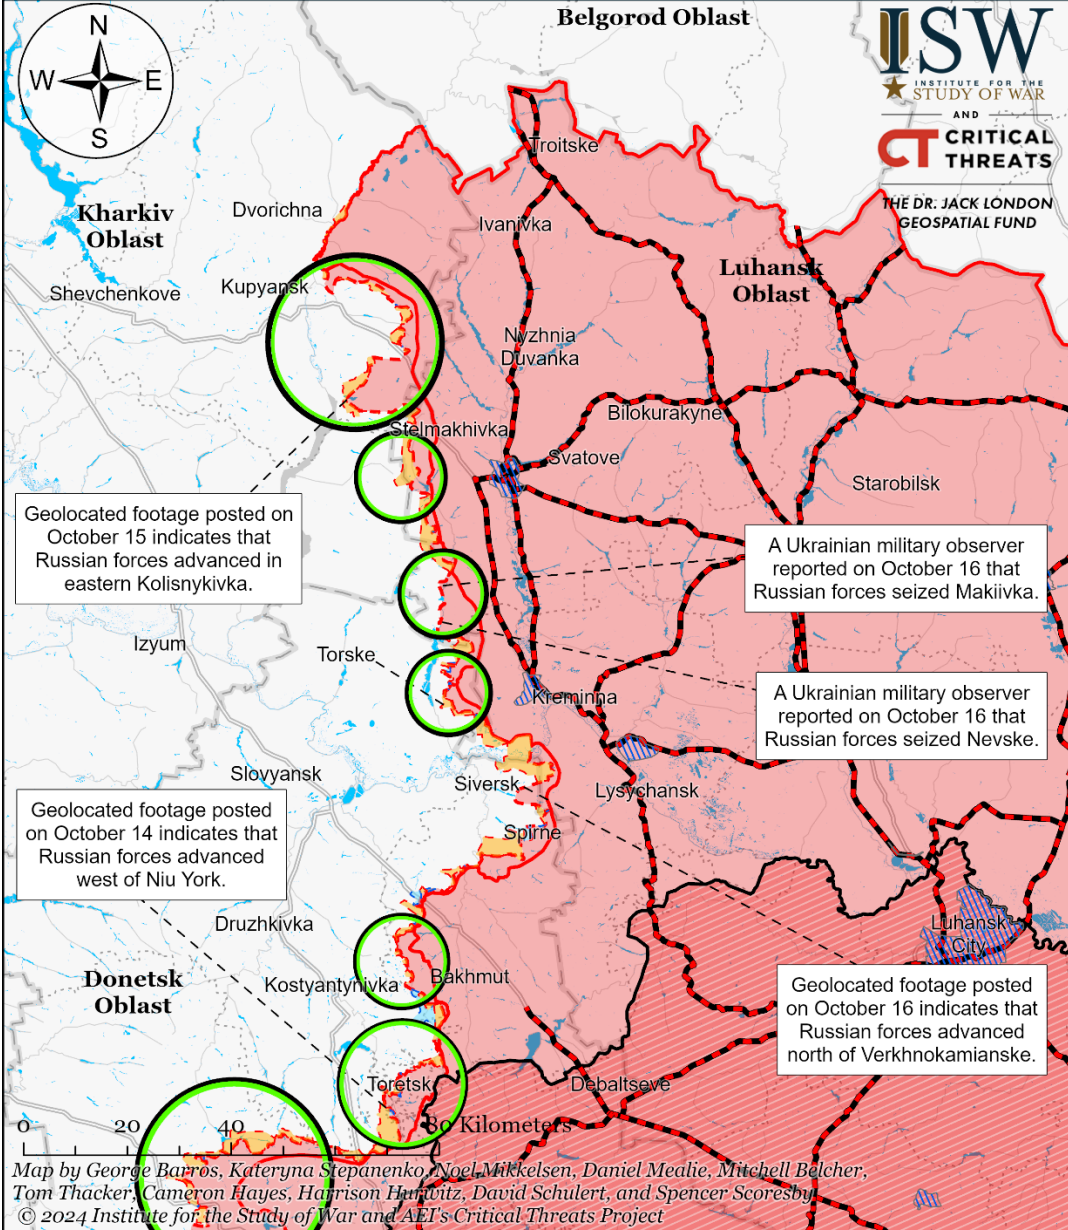 Belgorod Oblast
N
W
E
S
ISW
INSTITUTE FOR THE
STUDY OF WAR
AND
CT CRITICAL
THREATS
THE DR. JACK LONDON
GEOSPATIAL FUND
Troitske
Kharkiv
Oblast
Dvorichna
Ivanivka
Shevchenkove
Kupyansk
Luhansk
Oblast
Nyzhnia
Duvanka
Bilokurakyne
Stelmakhivka
Svatove
Starobilsk
Geolocated footage posted on
October 15 indicates that
Russian forces advanced in
eastern Kolisnykivka.
A Ukrainian military observer
reported on October 16 that
Russian forces seized Makiivka.
Izyum
Torske
Kreminna
A Ukrainian military observer
reported on October 16 that
Russian forces seized Nevske.
Slovyansk
Siversk
Lysychansk
Geolocated footage posted
on October 14 indicates that
Russian forces advanced
west of Niu York.
Spirne
Druzhkivka
Luhansk
City
Donetsk
Oblast
Kostyantynivka
Bakhmut
Geolocated footage posted
on October 16 indicates that
Russian forces advanced
north of Verkhnokamianske.
Toretsk
Debaltseve
0 20 40 80 Kilometers
Map by George Barros, Kateryna Stepanenko, Noel Mikkelsen, Daniel Mealie, Mitchell Belcher,
Tom Thacker, Cameron Hayes, Harrison Hurwitz, David Schulert, and Spencer Scoresby
© 2024 Institute for the Study of War and AEI's Critical Threats Project